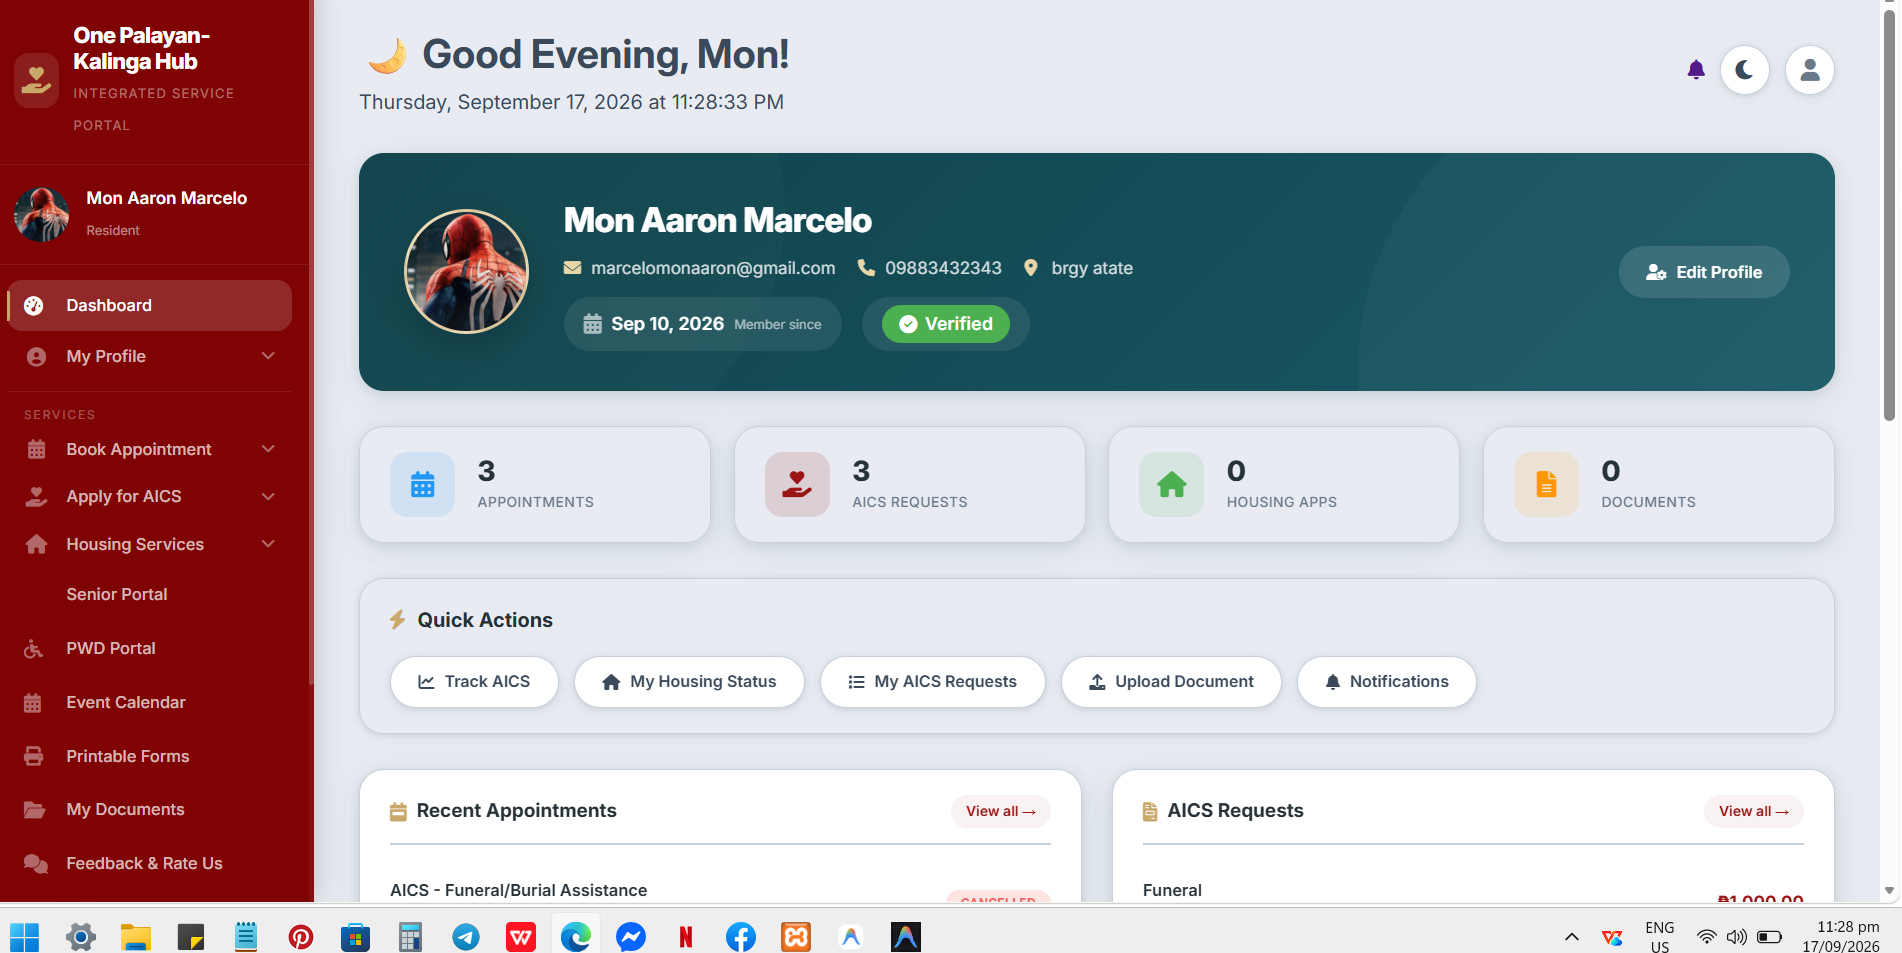 One Palayan-
Kalinga Hub
INTEGRATED SERVICE
PORTAL
Mon Aaron Marcelo
Resident
Dashboard
My Profile
SERVICES
Book Appointment
Apply for AICS
Housing Services
Senior Portal
PWD Portal
Event Calendar
Printable Forms
My Documents
Feedback & Rate Us
Good Evening, Mon!
Thursday, September 17, 2026 at 11:28:33 PM
Mon Aaron Marcelo
marcelomonaaron@gmail.com 09883432343 brgy atate
Sep 10, 2026 Member since Verified
Edit Profile
3
APPOINTMENTS
3
AICS REQUESTS
0
HOUSING APPS
0
DOCUMENTS
Quick Actions
Track AICS My Housing Status My AICS Requests Upload Document Notifications
Recent Appointments View all →
AICS - Funeral/Burial Assistance
CANCELLED
AICS Requests View all →
Funeral
₱1,000.00
ENG
US
11:28 pm
17/09/2026